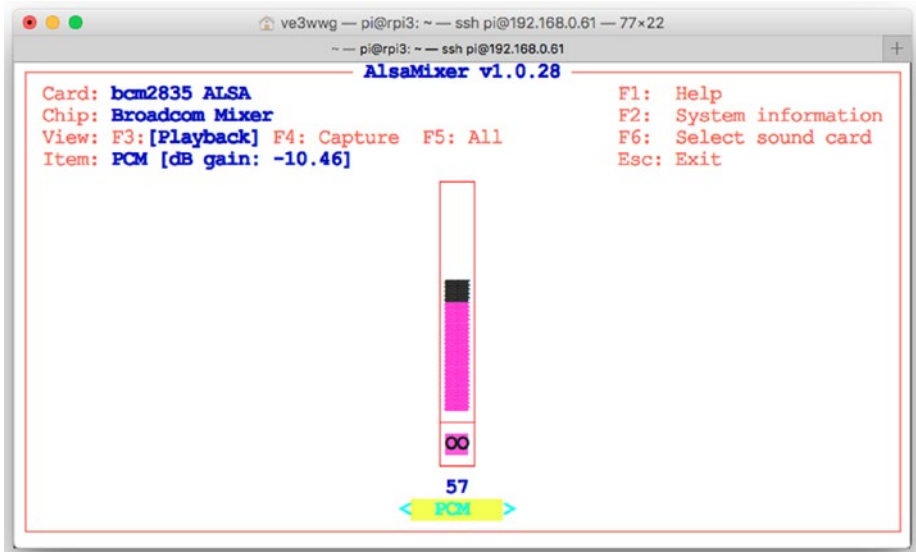 ve3wwg — pi@rpi3: ~ — ssh pi@192.168.0.61 — 77×22
~ — pi@rpi3: ~ — ssh pi@192.168.0.61 +
AlsaMixer v1.0.28
Card: bcm2835 ALSA F1: Help
Chip: Broadcom Mixer F2: System information
View: F3:[Playback] F4: Capture F5: All F6: Select sound card
Item: PCM [dB gain: -10.46] Esc: Exit
OO
57
< PCM >